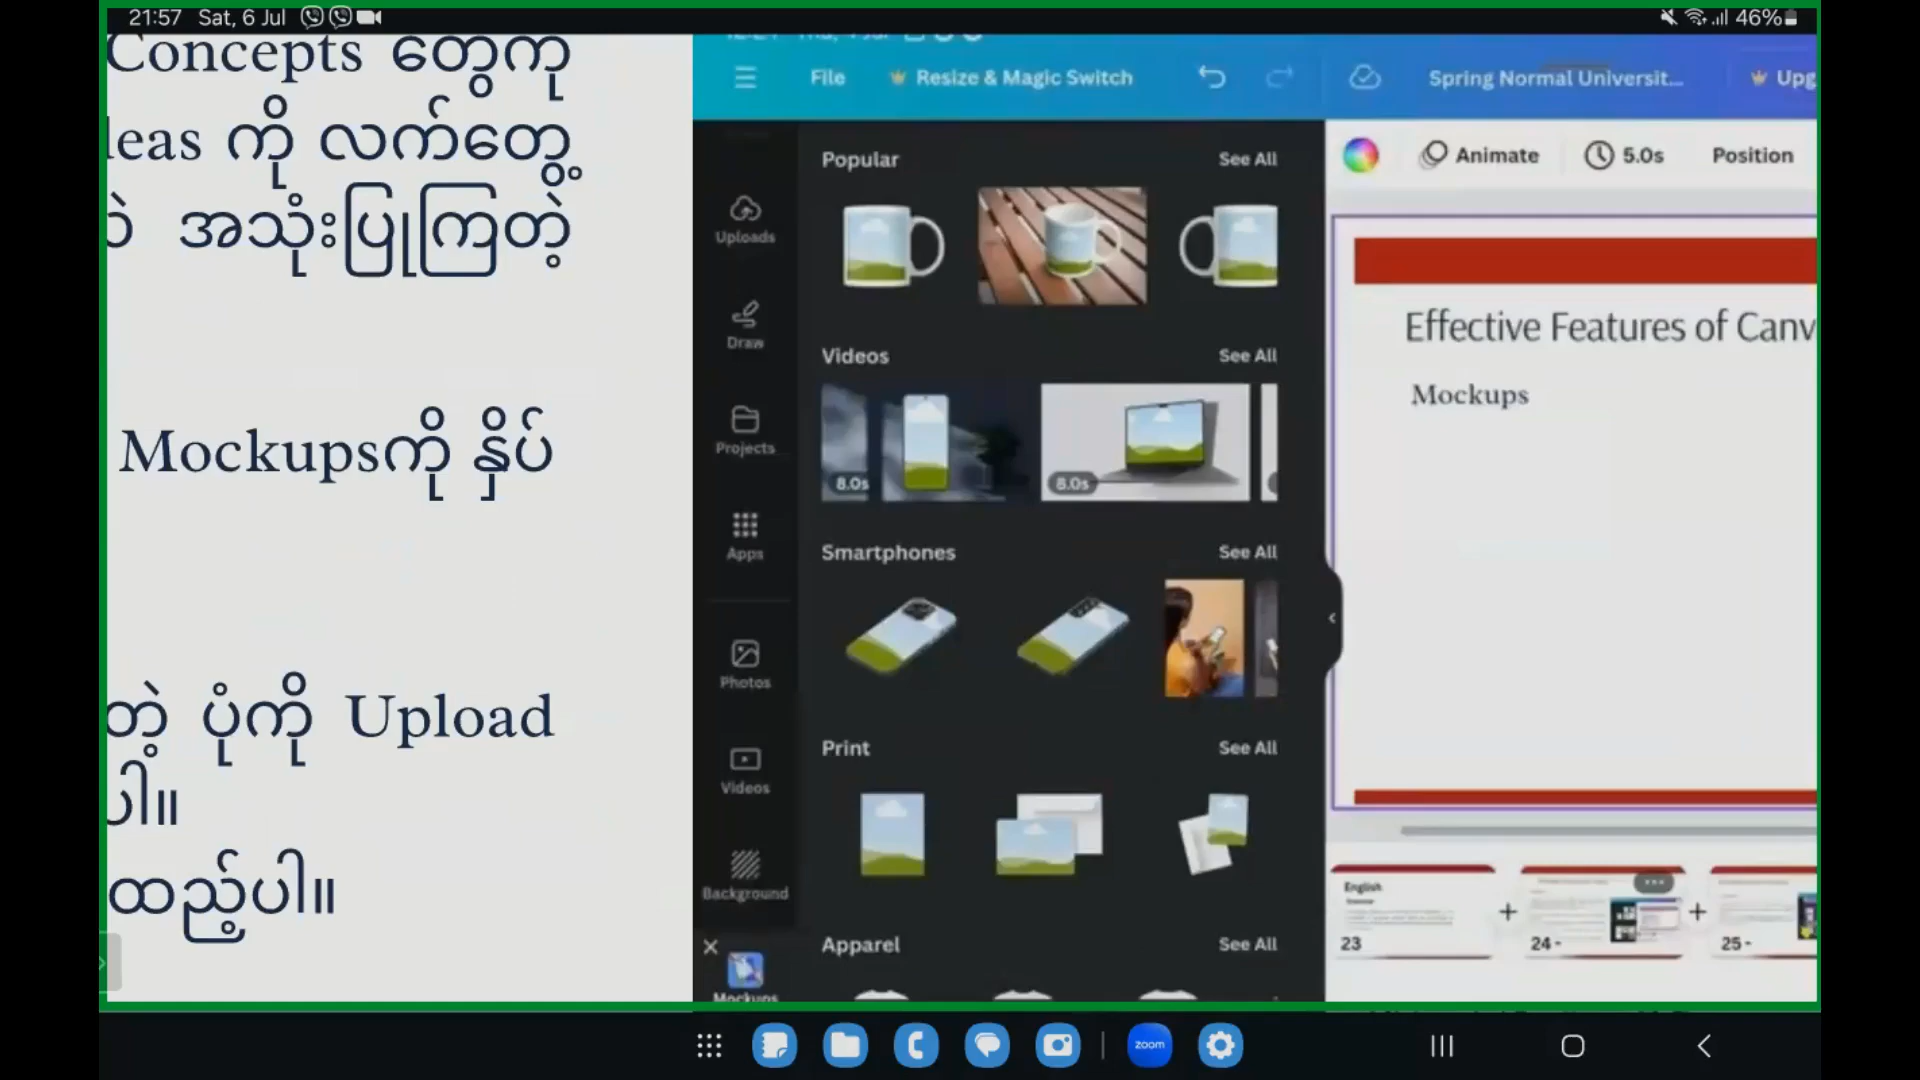 21:57 Sat, 6 Jul
46%
Concepts တွေကို
leas ကို လက်တွေ့
အသုံးပြုကြတဲ့
Mockupsကို နှိပ်
တဲ့ ပုံကို Upload
ပါ။
ထည့်ပါ။
File
Resize & Magic Switch
Spring Normal Universit...
Upg
Uploads
Draw
Projects
Apps
Photos
Videos
Background
Mockups
Popular See All
Videos See All
8.0s
8.0s
Smartphones See All
Print See All
Apparel See All
Animate
5.0s
Position
Effective Features of Canv
Mockups
English
23
24
25
zoom